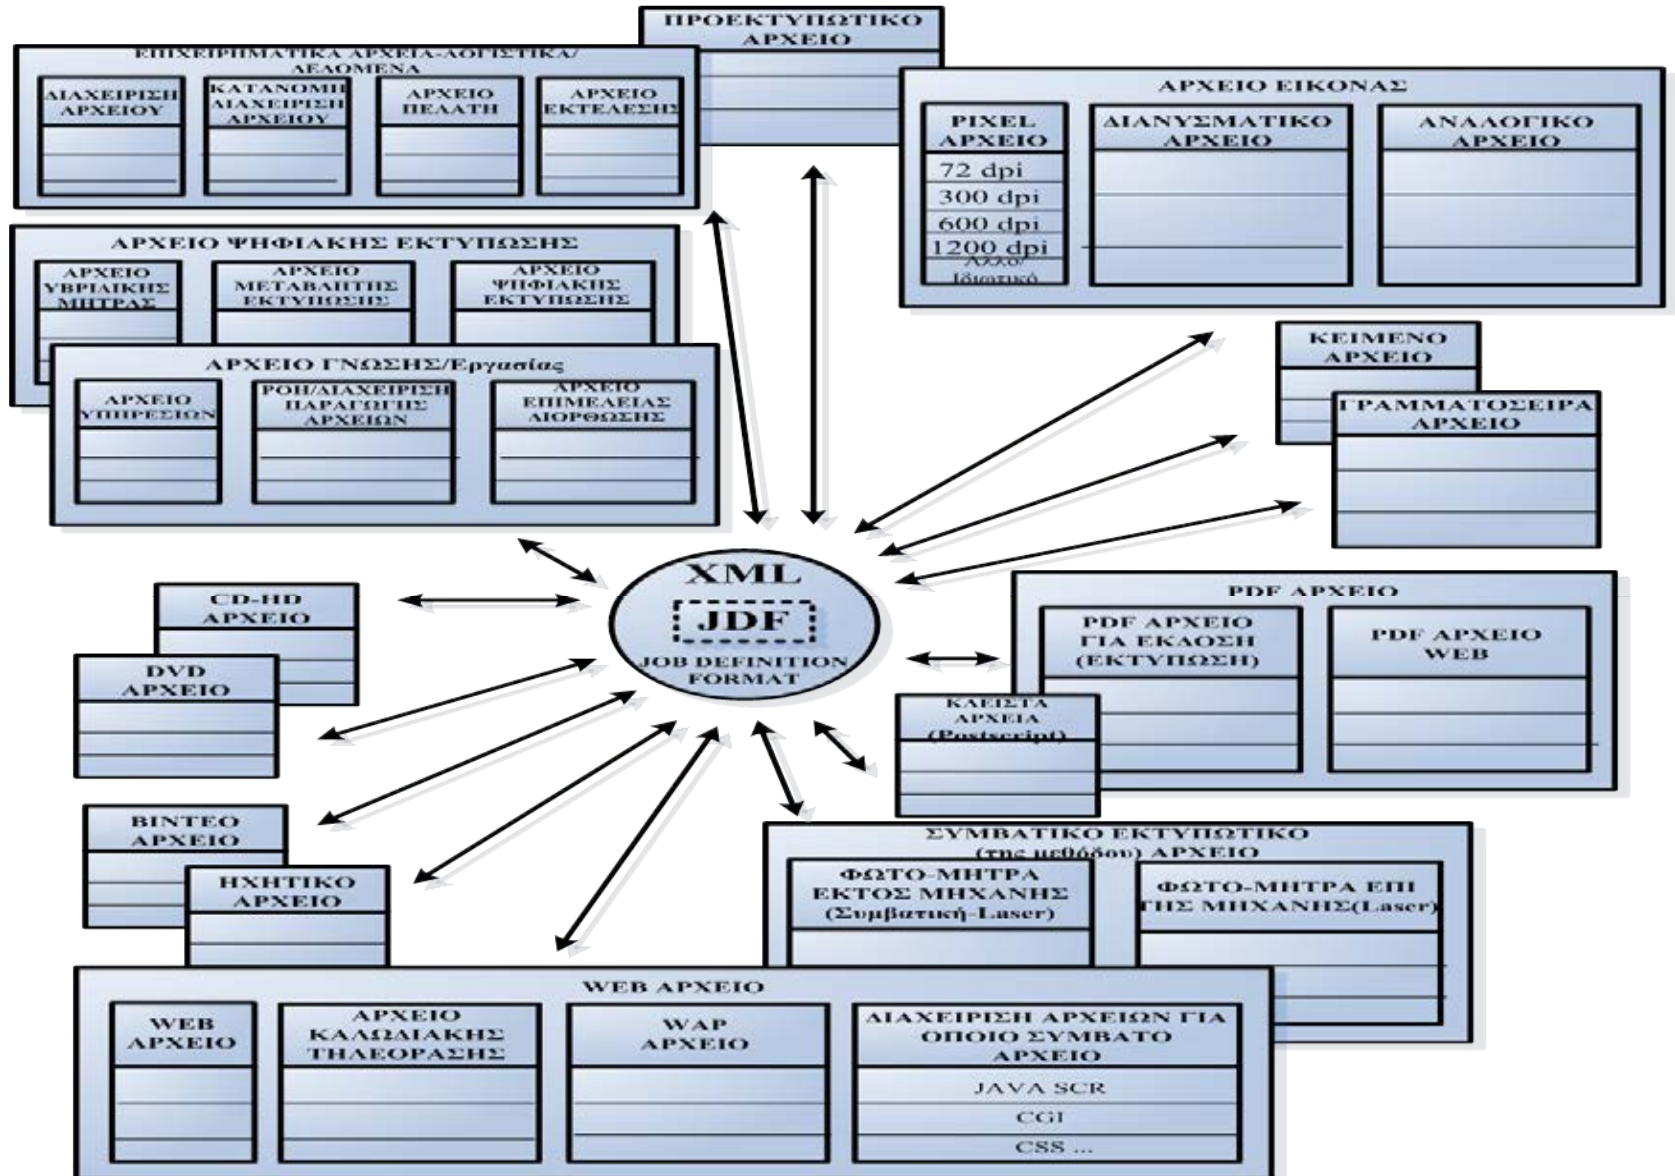 ΠΡΟΕΚΤΥΠΩΤΙΚΟ
ΑΡΧΕΙΟ
ΕΠΙΧΕΙΡΗΜΑΤΙΚΑ ΑΡΧΕΙΑ-ΛΟΓΙΣΤΙΚΑ/
ΔΕΔΟΜΕΝΑ
ΔΙΑΧΕΙΡΙΣΗ
ΑΡΧΕΙΟΥ
ΚΑΤΑΝΟΜΗ
ΔΙΑΧΕΙΡΙΣΗ
ΑΡΧΕΙΟΥ
ΑΡΧΕΙΟ
ΠΕΛΑΤΗ
ΑΡΧΕΙΟ
ΕΚΤΕΛΕΣΗΣ
ΑΡΧΕΙΟ ΕΙΚΟΝΑΣ
PIXEL
ΑΡΧΕΙΟ
72 dpi
300 dpi
600 dpi
1200 dpi
Άλλο/
Ιδιωτικό
ΔΙΑΝΥΣΜΑΤΙΚΟ
ΑΡΧΕΙΟ
ΑΝΑΛΟΓΙΚΟ
ΑΡΧΕΙΟ
ΑΡΧΕΙΟ ΨΗΦΙΑΚΗΣ ΕΚΤΥΠΩΣΗΣ
ΑΡΧΕΙΟ
ΥΒΡΙΔΙΚΗΣ
ΜΗΤΡΑΣ
ΑΡΧΕΙΟ
ΜΕΤΑΒΛΗΤΗΣ
ΕΚΤΥΠΩΣΗΣ
ΑΡΧΕΙΟ
ΨΗΦΙΑΚΗΣ
ΕΚΤΥΠΩΣΗΣ
ΑΡΧΕΙΟ ΓΝΩΣΗΣ/Εργασίας
ΑΡΧΕΙΟ
ΥΠΗΡΕΣΙΩΝ
ΡΟΗ/ΔΙΑΧΕΙΡΙΣΗ
ΠΑΡΑΓΩΓΗΣ
ΑΡΧΕΙΩΝ
ΑΡΧΕΙΟ
ΕΠΙΜΕΛΕΙΑΣ
ΔΙΟΡΘΩΣΗΣ
ΚΕΙΜΕΝΟ
ΑΡΧΕΙΟ
ΓΡΑΜΜΑΤΟΣΕΙΡΑ
ΑΡΧΕΙΟ
XML
JDF
JOB DEFINITION
FORMAT
CD-HD
ΑΡΧΕΙΟ
DVD
ΑΡΧΕΙΟ
PDF ΑΡΧΕΙΟ
PDF ΑΡΧΕΙΟ
ΓΙΑ ΕΚΔΟΣΗ
(ΕΚΤΥΠΩΣΗ)
PDF ΑΡΧΕΙΟ
WEB
ΚΛΕΙΣΤΑ
ΑΡΧΕΙΑ
(Postscript)
ΒΙΝΤΕΟ
ΑΡΧΕΙΟ
ΗΧΗΤΙΚΟ
ΑΡΧΕΙΟ
ΣΥΜΒΑΤΙΚΟ ΕΚΤΥΠΩΤΙΚΟ
(της μεθόδου) ΑΡΧΕΙΟ
ΦΩΤΟ-ΜΗΤΡΑ
ΕΚΤΟΣ ΜΗΧΑΝΗΣ
(Συμβατική-Laser)
ΦΩΤΟ-ΜΗΤΡΑ ΕΠΙ
ΤΗΣ ΜΗΧΑΝΗΣ(Laser)
WEB ΑΡΧΕΙΟ
WEB
ΑΡΧΕΙΟ
ΑΡΧΕΙΟ
ΚΑΛΩΔΙΑΚΗΣ
ΤΗΛΕΟΡΑΣΗΣ
WAP
ΑΡΧΕΙΟ
ΔΙΑΧΕΙΡΙΣΗ ΑΡΧΕΙΩΝ ΓΙΑ
ΟΠΟΙΟ ΣΥΜΒΑΤΟ
ΑΡΧΕΙΟ
JAVA SCR
CGI
CSS ...